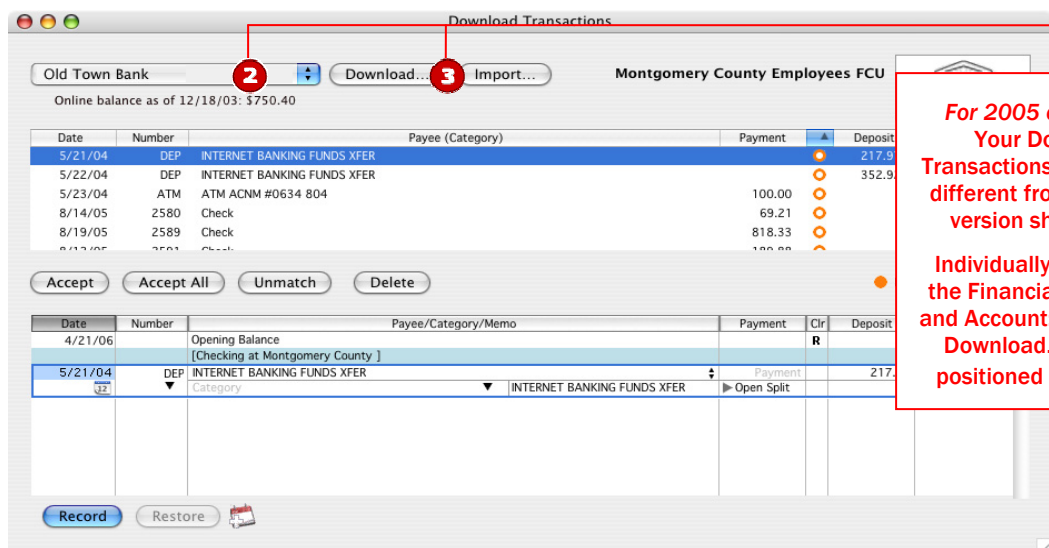 Download Transactions
Old Town Bank 2 Download... 3 Import... Montgomery County Employees FCU
Online balance as of 12/18/03: $750.40
Date Number Payee (Category) Payment Deposit
5/21/04 DEP INTERNET BANKING FUNDS XFER 217.9
5/22/04 DEP INTERNET BANKING FUNDS XFER 352.9
5/23/04 ATM ATM ACNM #0634 804 100.00
8/14/05 2580 Check 69.21
8/19/05 2589 Check 818.33
For 2005
Your Do
Transactions
different fro
version sh
Individually
the Financia
and Account
Download.
positioned
Accept Accept All Unmatch Delete
Date Number Payee/Category/Memo Payment Clr Deposit
4/21/06 Opening Balance R
[Checking at Montgomery County ]
5/21/04 DEP INTERNET BANKING FUNDS XFER Payment 217.
12 Category INTERNET BANKING FUNDS XFER Open Split
Record Restore